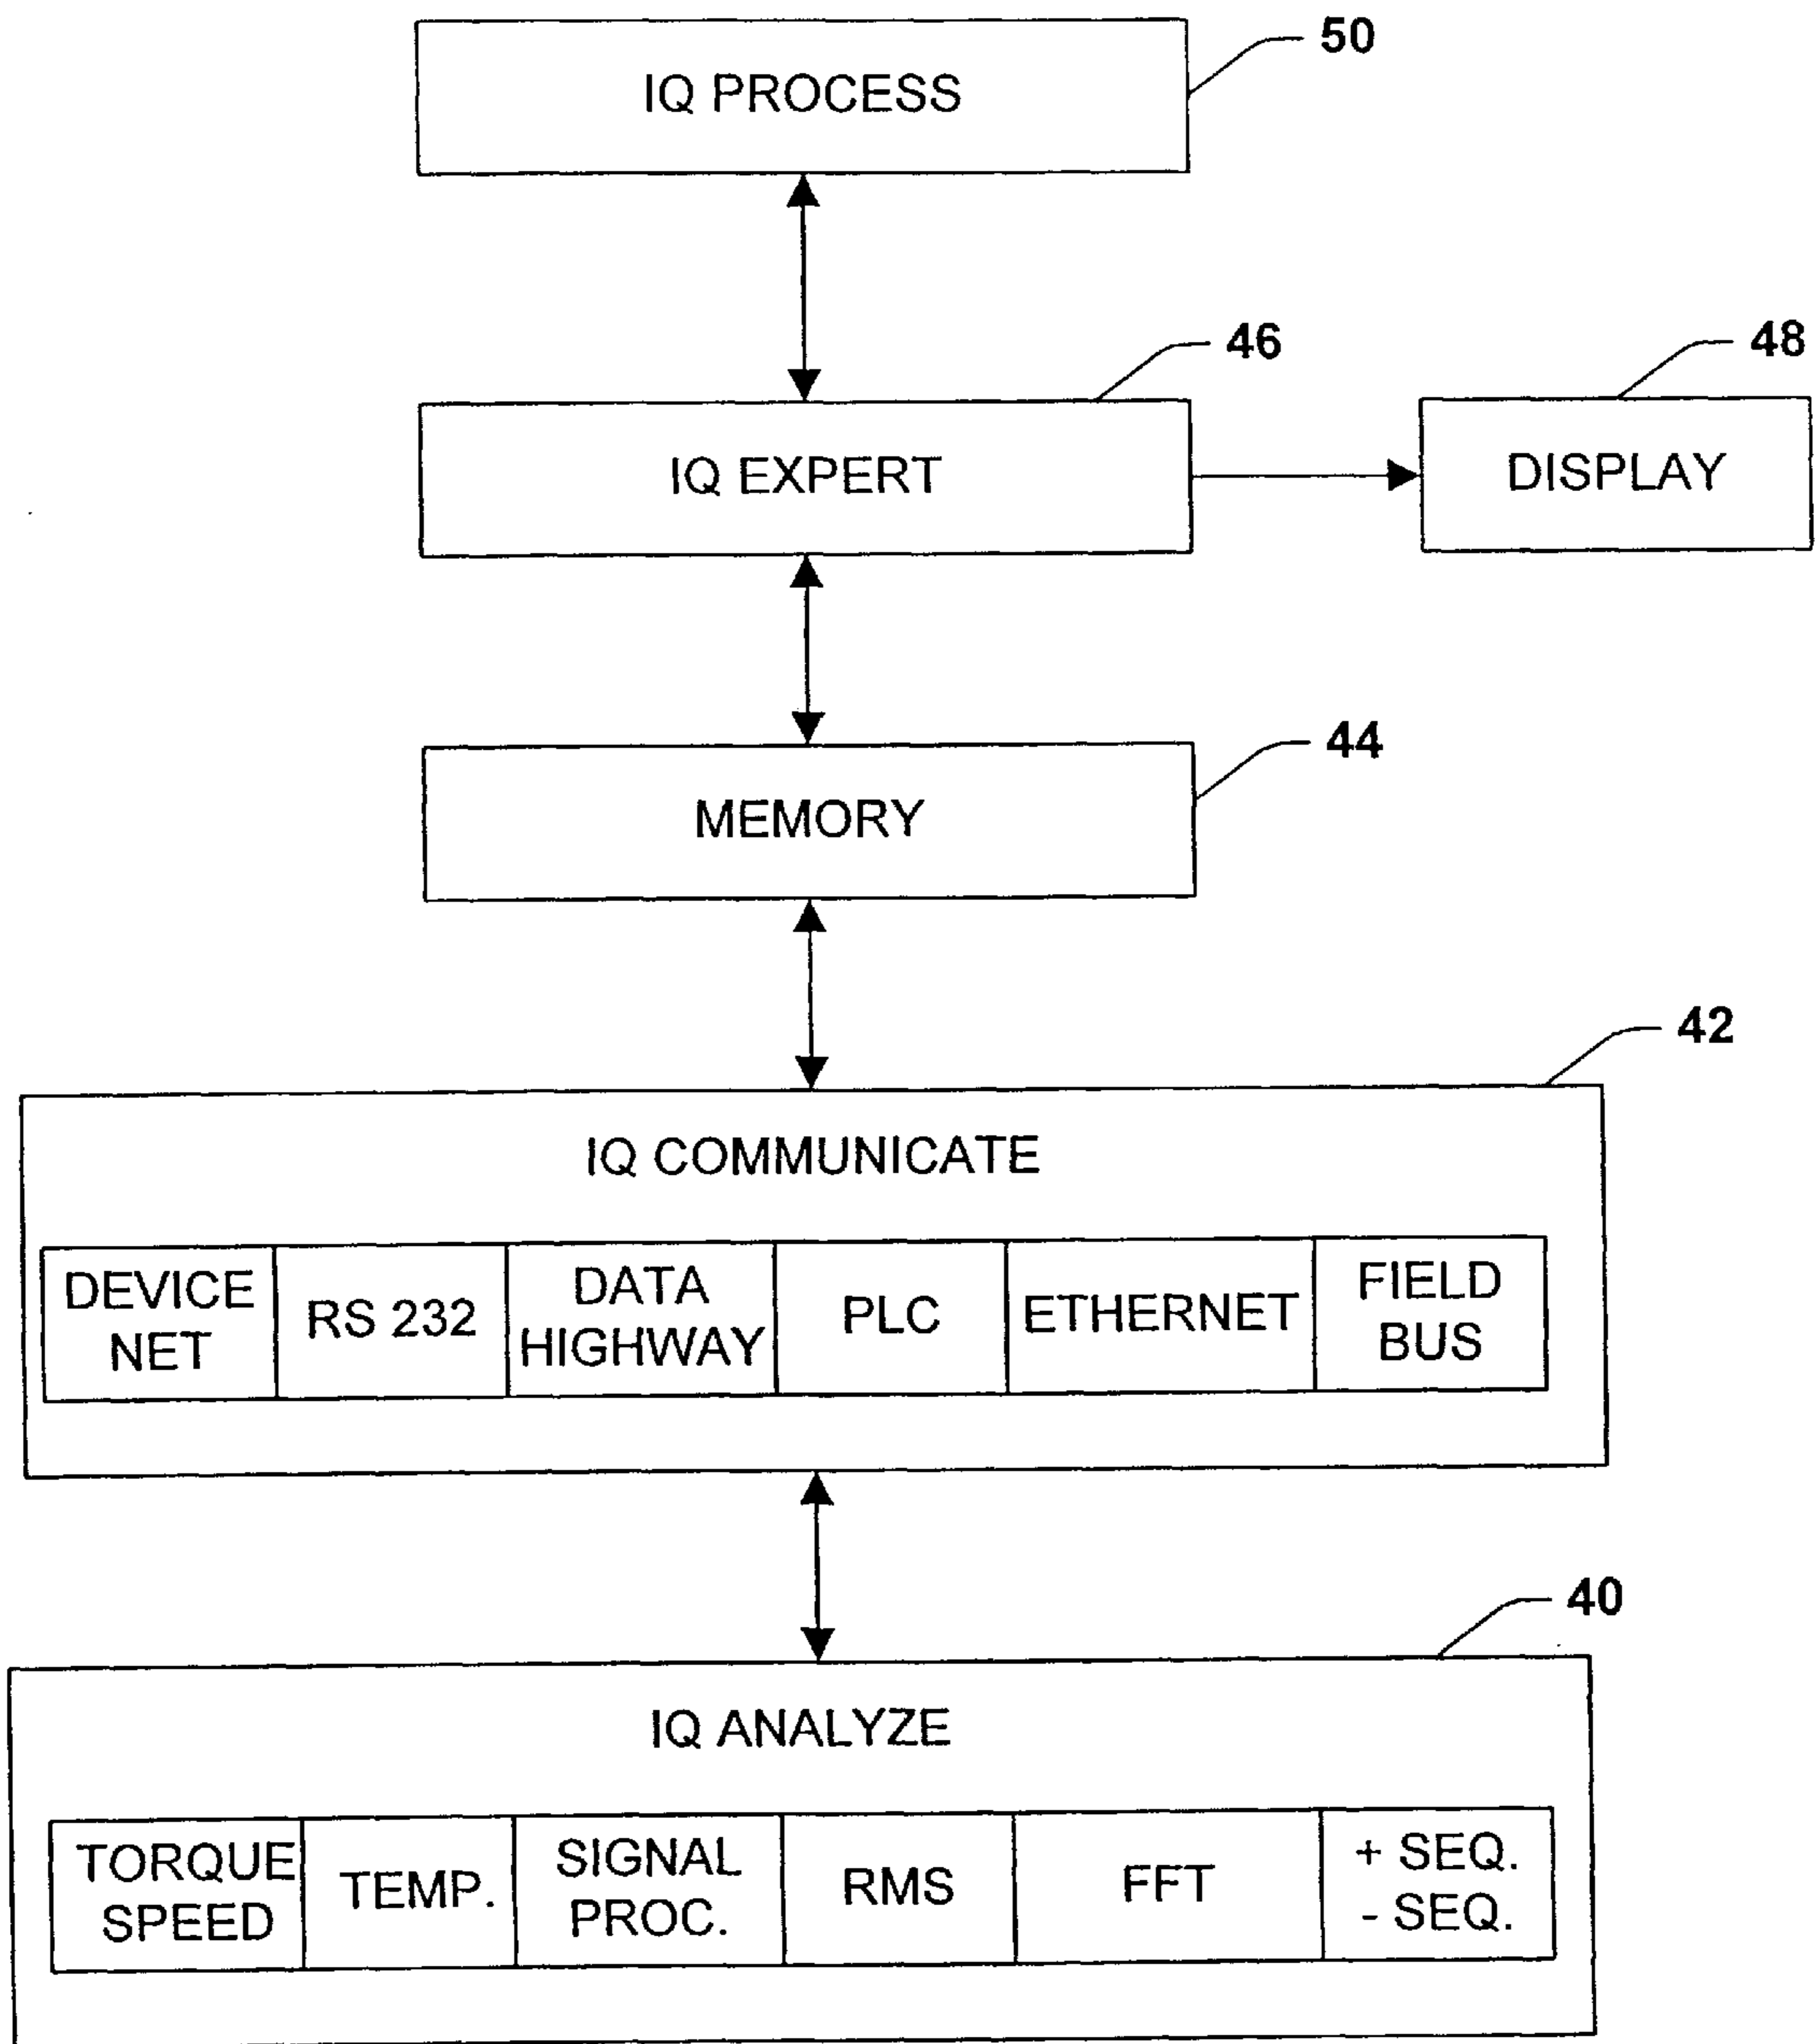 50
IQ PROCESS
46
48
IQ EXPERT
DISPLAY
44
MEMORY
42
IQ COMMUNICATE
DEVICE
NET
RS 232
DATA
HIGHWAY
PLC
ETHERNET
FIELD
BUS
40
IQ ANALYZE
TORQUE
SPEED
TEMP.
SIGNAL
PROC.
RMS
FFT
+ SEQ.
- SEQ.